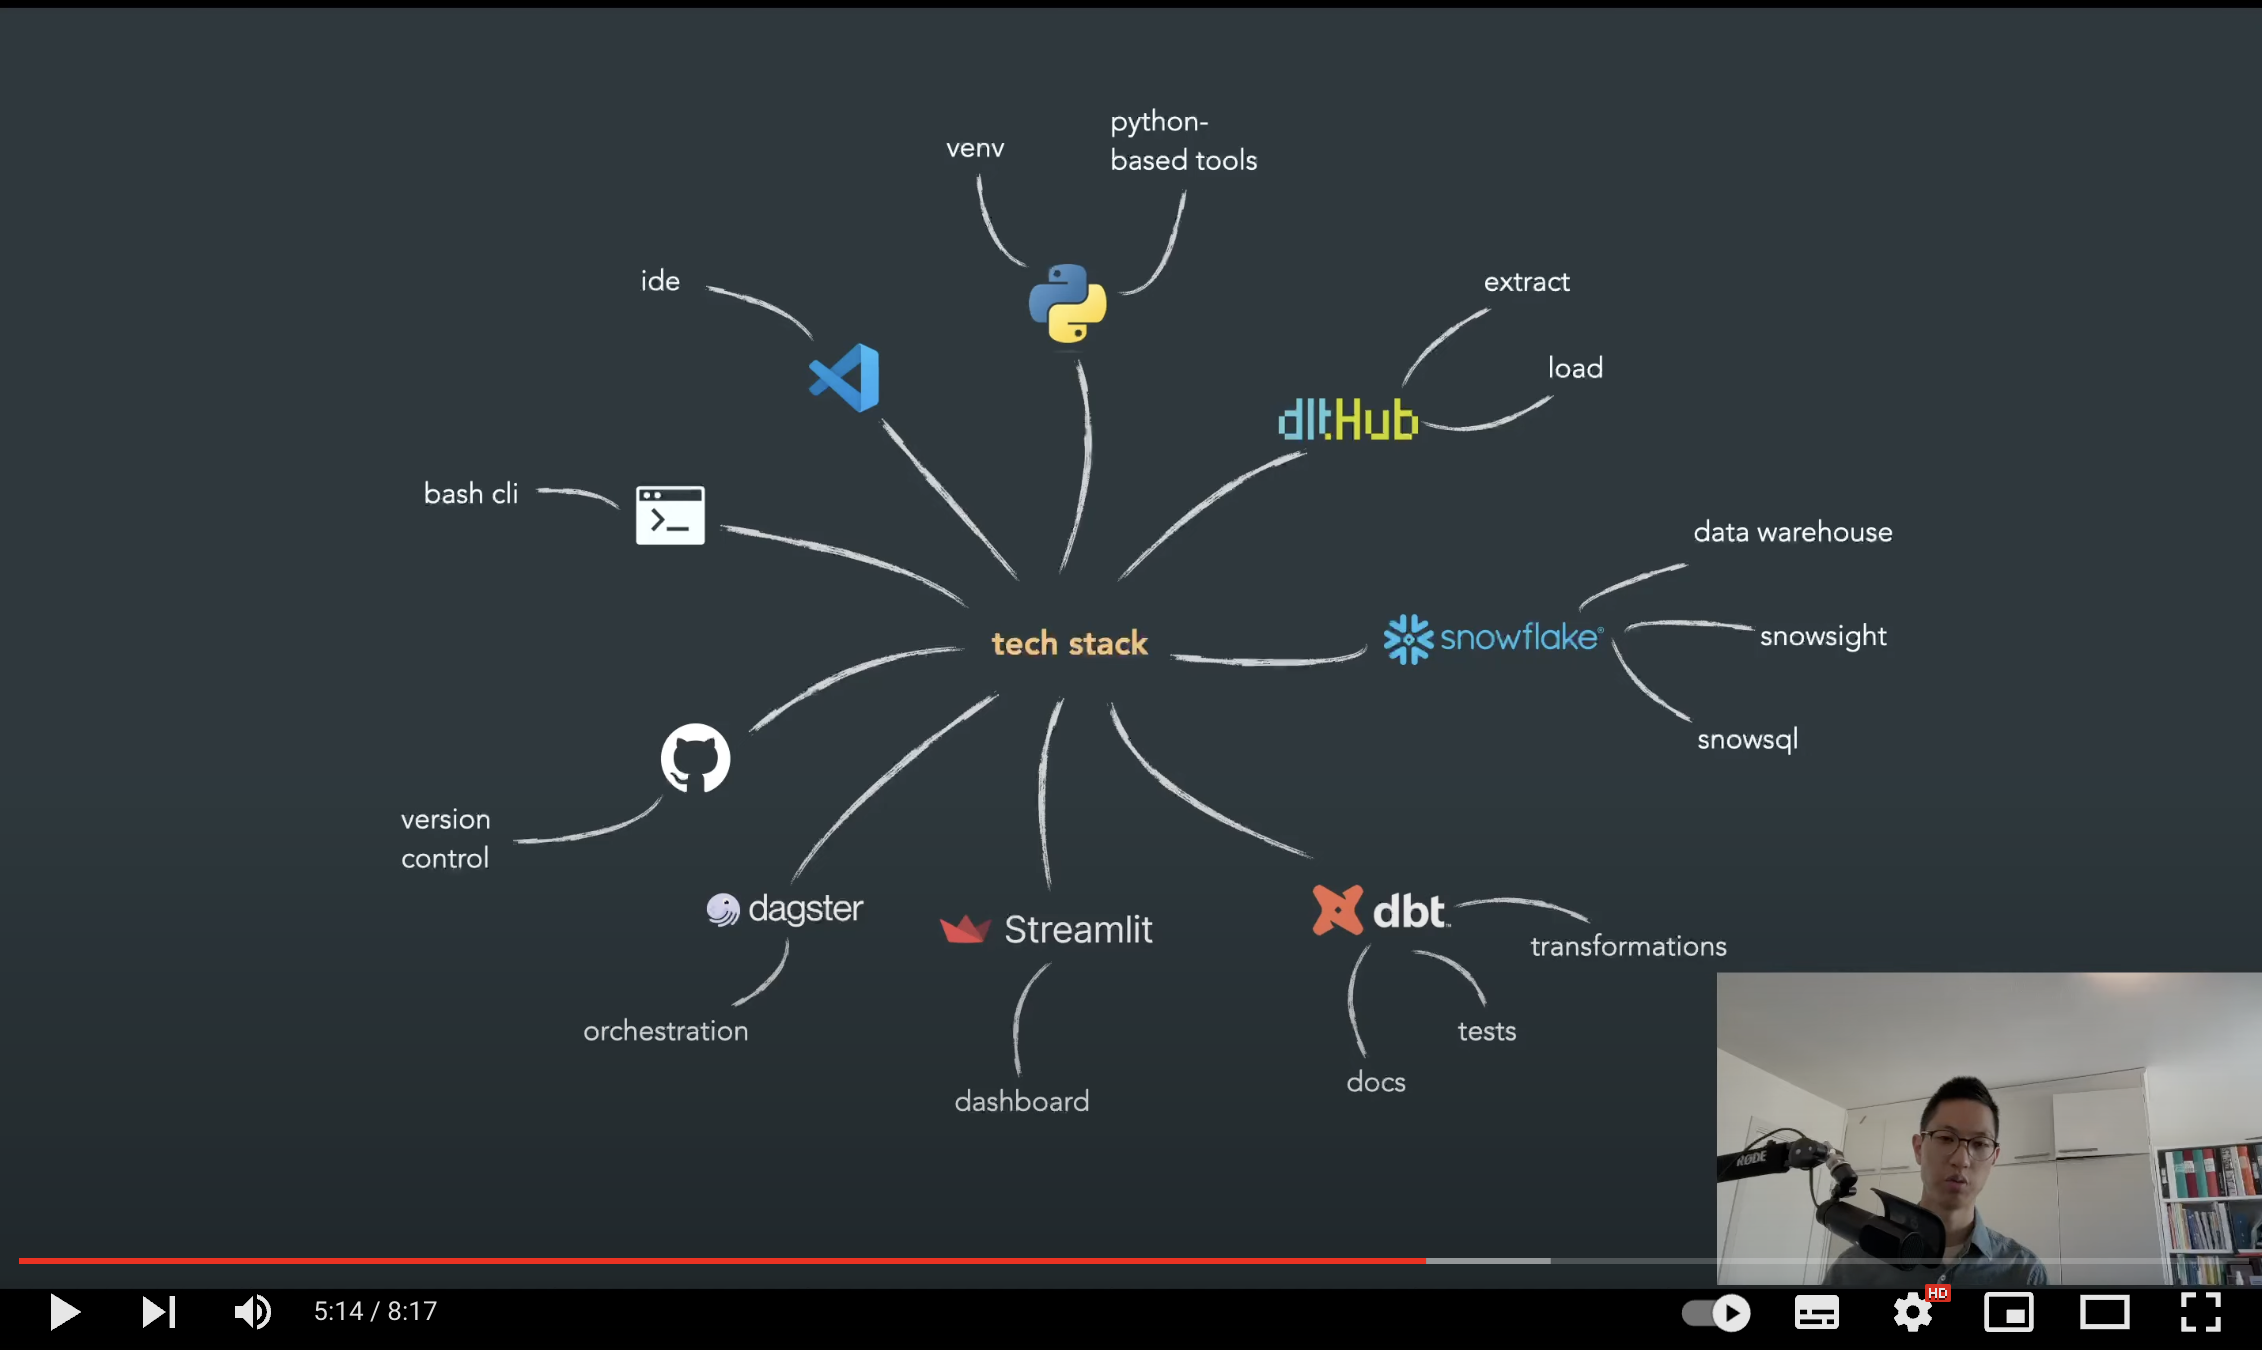 python-
venv
based tools
ide
extract
load
dltHub
bash cli
data warehouse
tech stack
snowflake®
snowsight
snowsql
version
control
dagster
Streamlit
dbt™
transformations
orchestration
tests
docs
dashboard
RØDE
HD
5:14 / 8:17